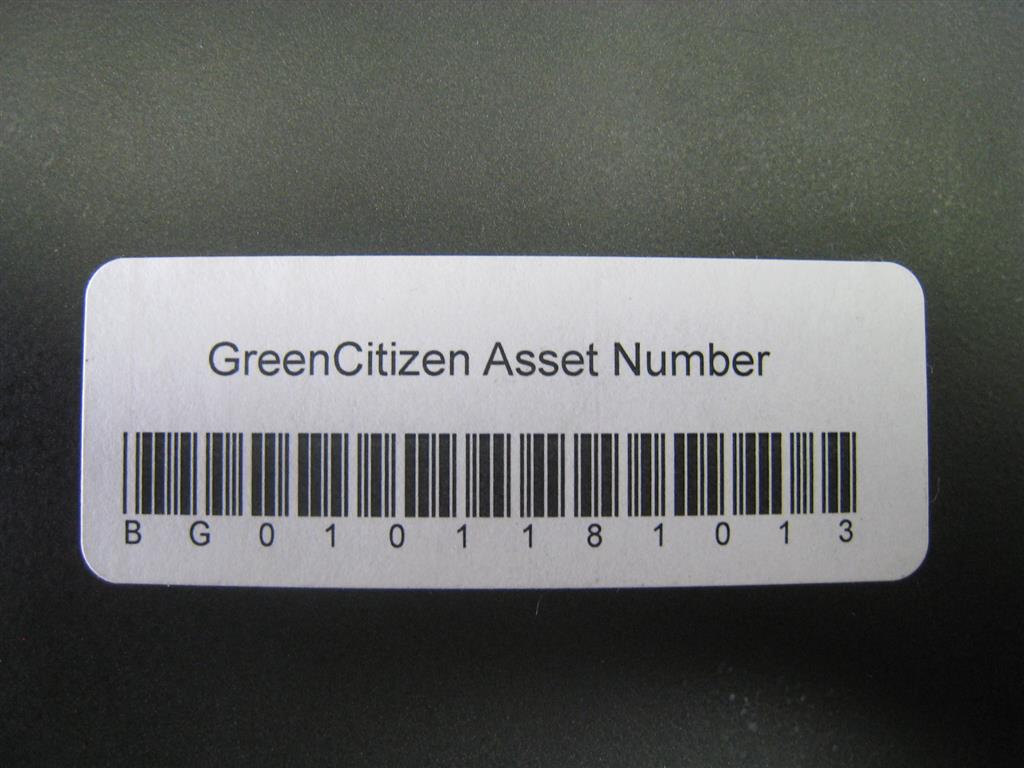 GreenCitizen Asset Number
B G 0 1 0 1 1 8 1 0 1 3